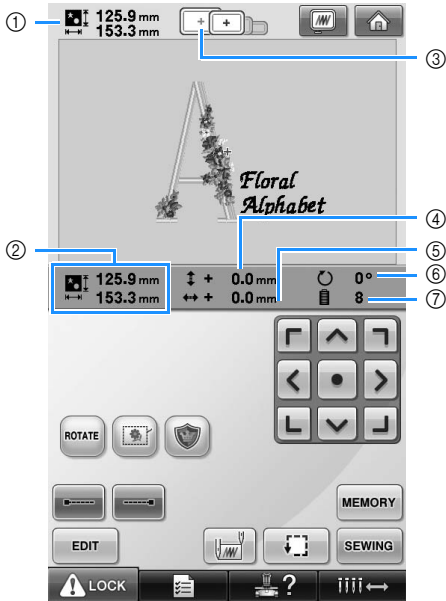 ① 125.9 mm
153.3 mm
③
Floral
Alphabet
② ④ ⑤
125.9 mm + 0.0 mm 0° ⑥
153.3 mm + 0.0 mm 8 ⑦
ROTATE
MEMORY
EDIT SEWING
LOCK ?